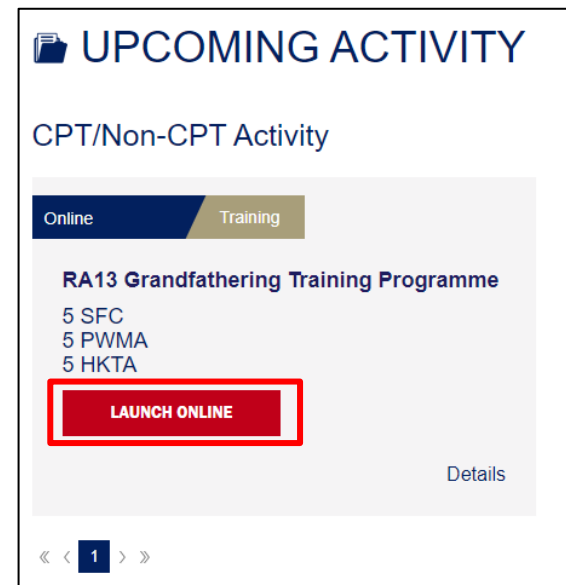 UPCOMING ACTIVITY
CPT/Non-CPT Activity
Online Training
RA13 Grandfathering Training Programme
5 SFC
5 PWMA
5 HKTA
LAUNCH ONLINE
Details
« ‹ 1 › »